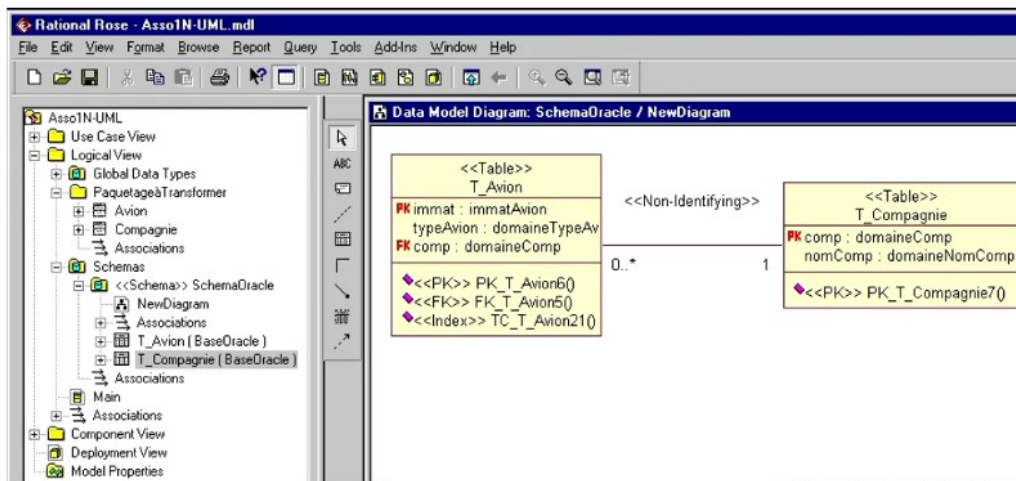 Rational Rose - Asso1N-UML.mdl
File Edit View Format Browse Report Query Tools Add-Ins Window Help
Asso1N-UML
Use Case View
Logical View
Global Data Types
PaquetageàTransformer
Avion
Compagnie
Associations
Schemas
<<Schema>> SchemaOracle
NewDiagram
Associations
T_Avion ( BaseOracle )
T_Compagnie ( BaseOracle )
Associations
Main
Associations
Component View
Deployment View
Model Properties
ABC
Data Model Diagram: SchemaOracle / NewDiagram
<<Table>>
T_Avion
PK immat : immatAvion
typeAvion : domaineTypeAv
FK comp : domaineComp
<<PK>> PK_T_Avion6()
<<FK>> FK_T_Avion5()
<<Index>> TC_T_Avion21()
<<Non-Identifying>>
0..* 1
<<Table>>
T_Compagnie
PK comp : domaineComp
nomComp : domaineNomComp
<<PK>> PK_T_Compagnie7()